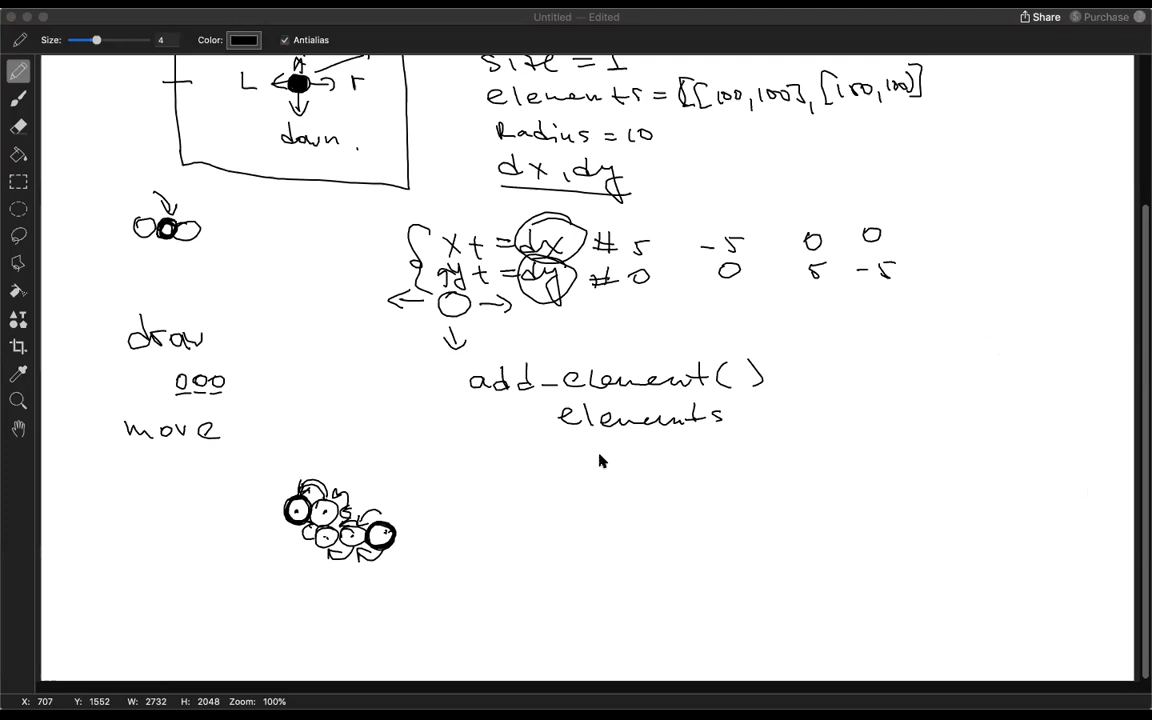 Untitled — Edited
Share
Purchase
Size:
4
Color:
Antialias
size = 1
L r
elements = [[100,100], [100,100]]
down.
Radius = 10
dx, dy
x t = dx # 5 -5 0 0
y t = dy # 0 0 5 -5
draw
000
add_element( )
elements
move
X: 707 Y: 1552 W: 2732 H: 2048 Zoom: 100%